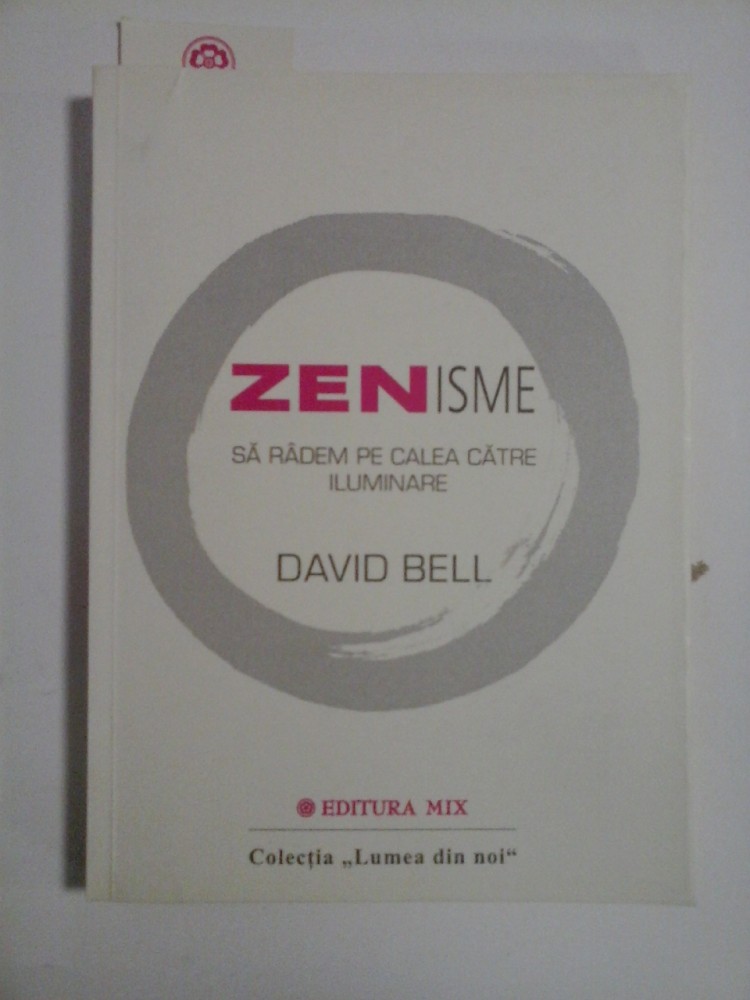 ZENISME
SĂ RÂDEM PE CALEA CĂTRE
ILUMINARE
DAVID BELL
EDITURA MIX
Colecția „Lumea din noi“